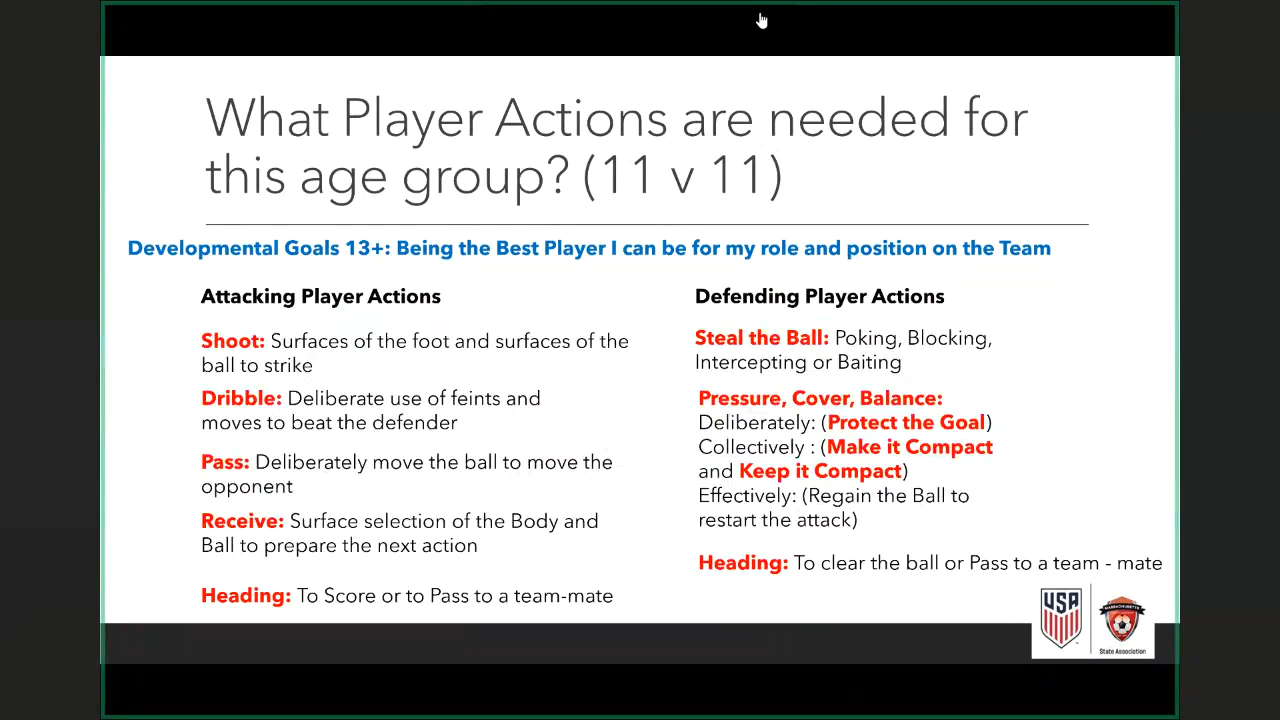 What Player Actions are needed for
this age group? (11 v 11)
Developmental Goals 13+: Being the Best Player I can be for my role and position on the Team
Attacking Player Actions
Shoot: Surfaces of the foot and surfaces of the
ball to strike
Dribble: Deliberate use of feints and
moves to beat the defender
Pass: Deliberately move the ball to move the
opponent
Receive: Surface selection of the Body and
Ball to prepare the next action
Heading: To Score or to Pass to a team-mate
Defending Player Actions
Steal the Ball: Poking, Blocking,
Intercepting or Baiting
Pressure, Cover, Balance:
Deliberately: (Protect the Goal)
Collectively : (Make it Compact
and Keep it Compact)
Effectively: (Regain the Ball to
restart the attack)
Heading: To clear the ball or Pass to a team - mate
USA
MASSACHUSETTS
State Association